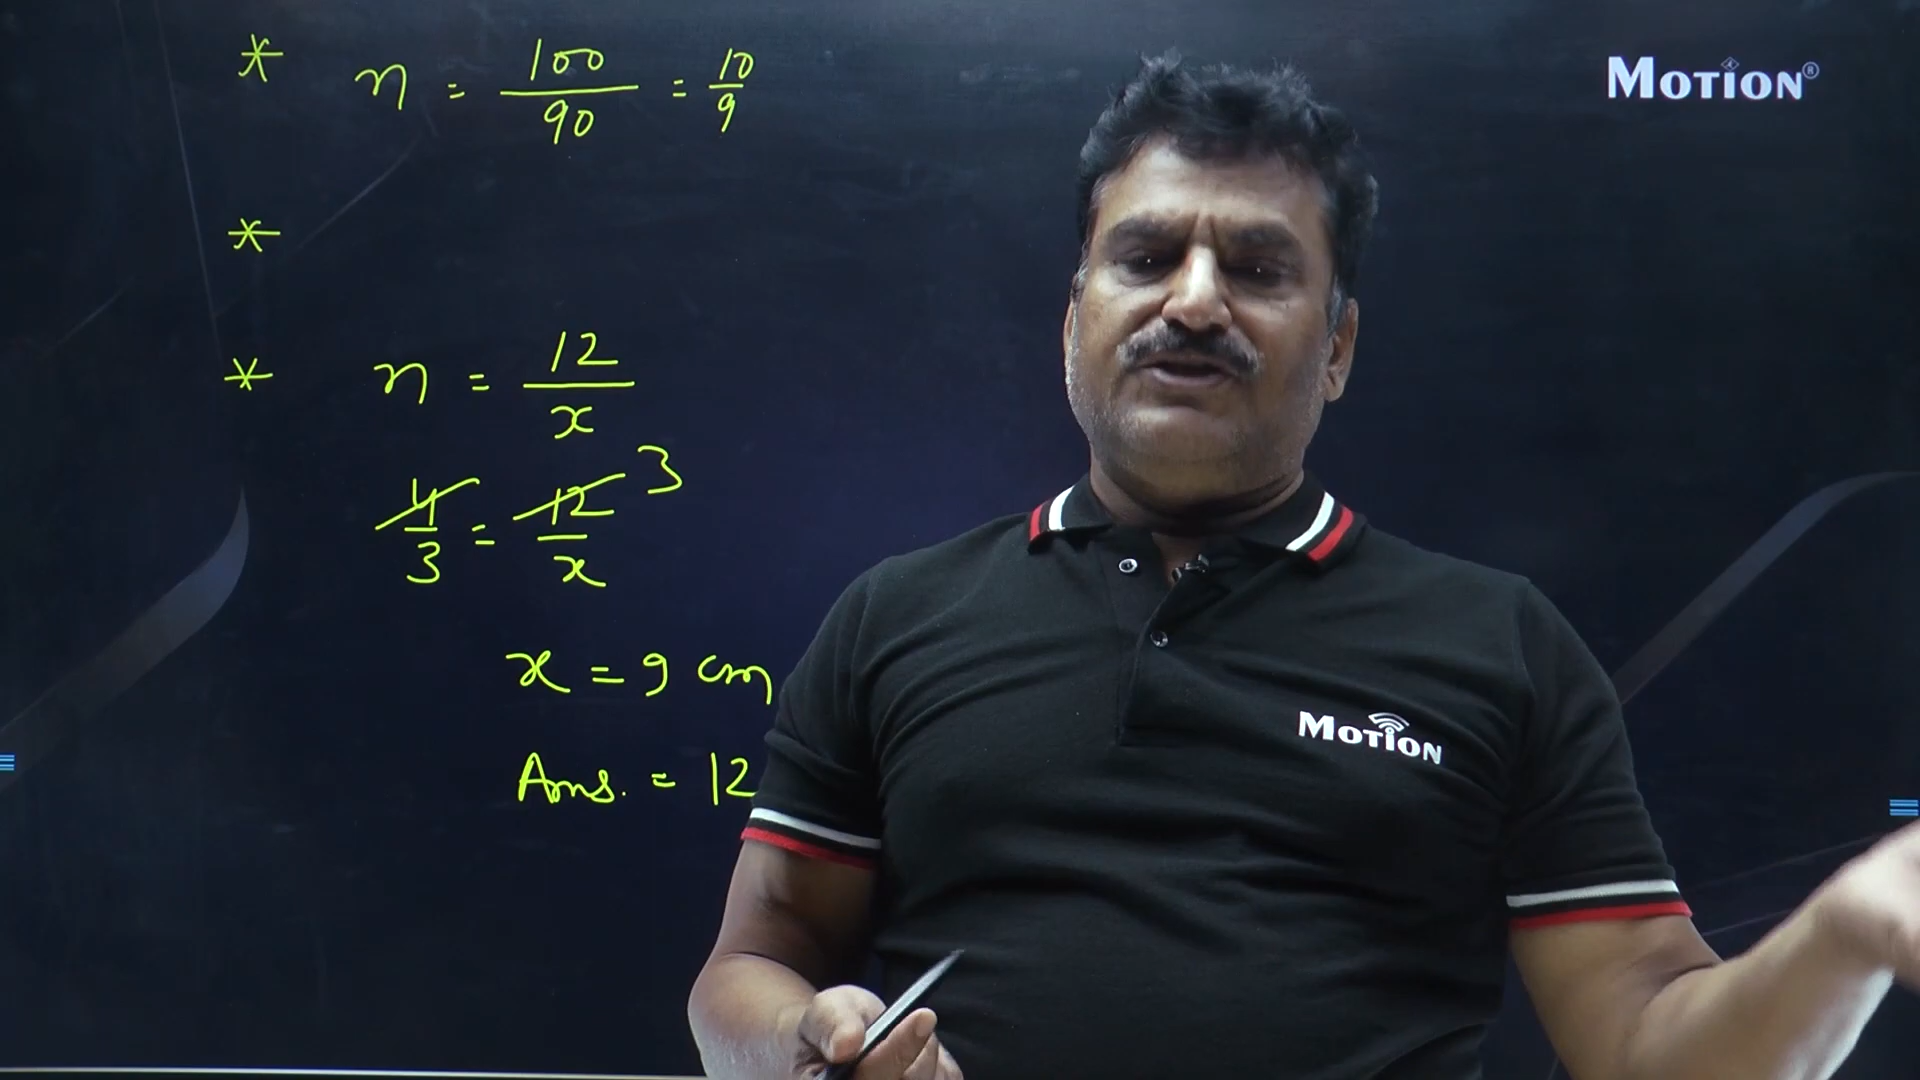 * n = 100/90 = 10/9
MOTION®
*
* n = 12/x
4/3 = 12/x 3
x = 9 cm
MOTION
Ans. = 12